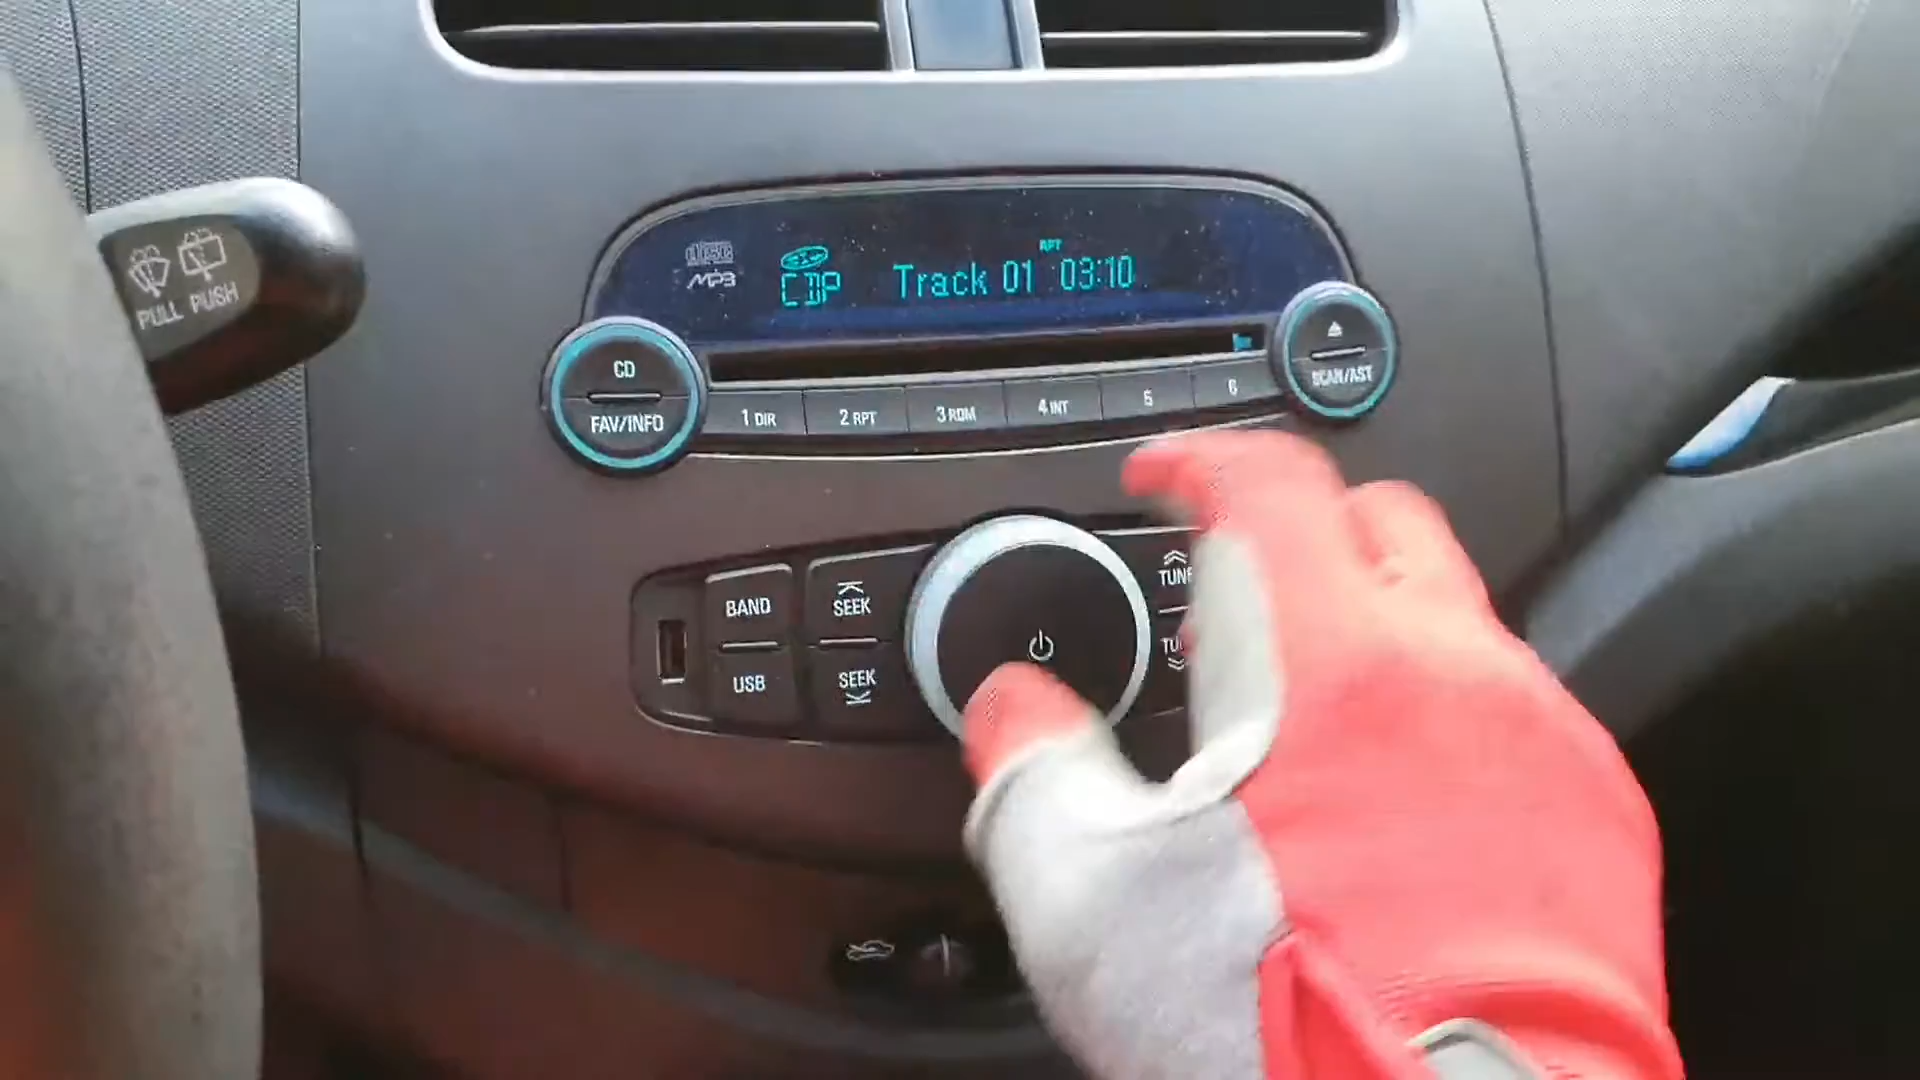 RPT
DISC
MP3
CDP
Track 01 03:10
PULL PUSH
CD
FAV/INFO
1 DIR
2 RPT
3 RDM
4 INT
5
6
SCAN/AST
BAND
USB
SEEK
SEEK
TUNE